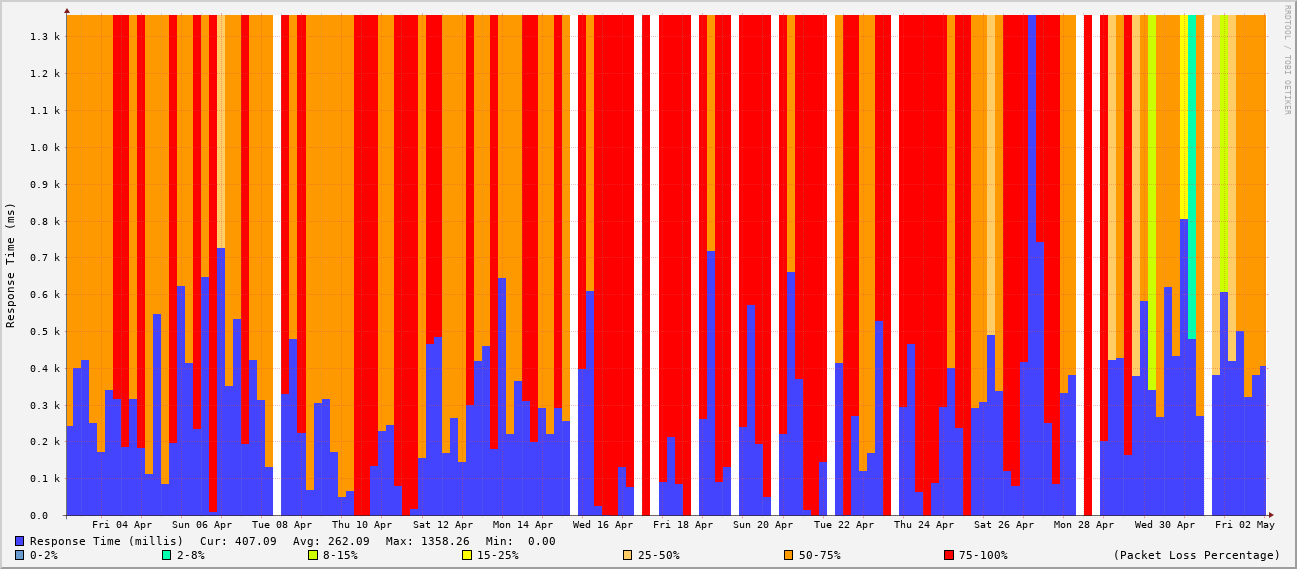 RRDTOOL / TOBI OETIKER
Response Time (ms)
1.3 k
1.2 k
1.1 k
1.0 k
0.9 k
0.8 k
0.7 k
0.6 k
0.5 k
0.4 k
0.3 k
0.2 k
0.1 k
0.0
Fri 04 Apr Sun 06 Apr Tue 08 Apr Thu 10 Apr Sat 12 Apr Mon 14 Apr Wed 16 Apr Fri 18 Apr Sun 20 Apr Tue 22 Apr Thu 24 Apr Sat 26 Apr Mon 28 Apr Wed 30 Apr Fri 02 May
Response Time (millis) Cur: 407.09 Avg: 262.09 Max: 1358.26 Min: 0.00
0-2% 2-8% 8-15% 15-25% 25-50% 50-75% 75-100% (Packet Loss Percentage)